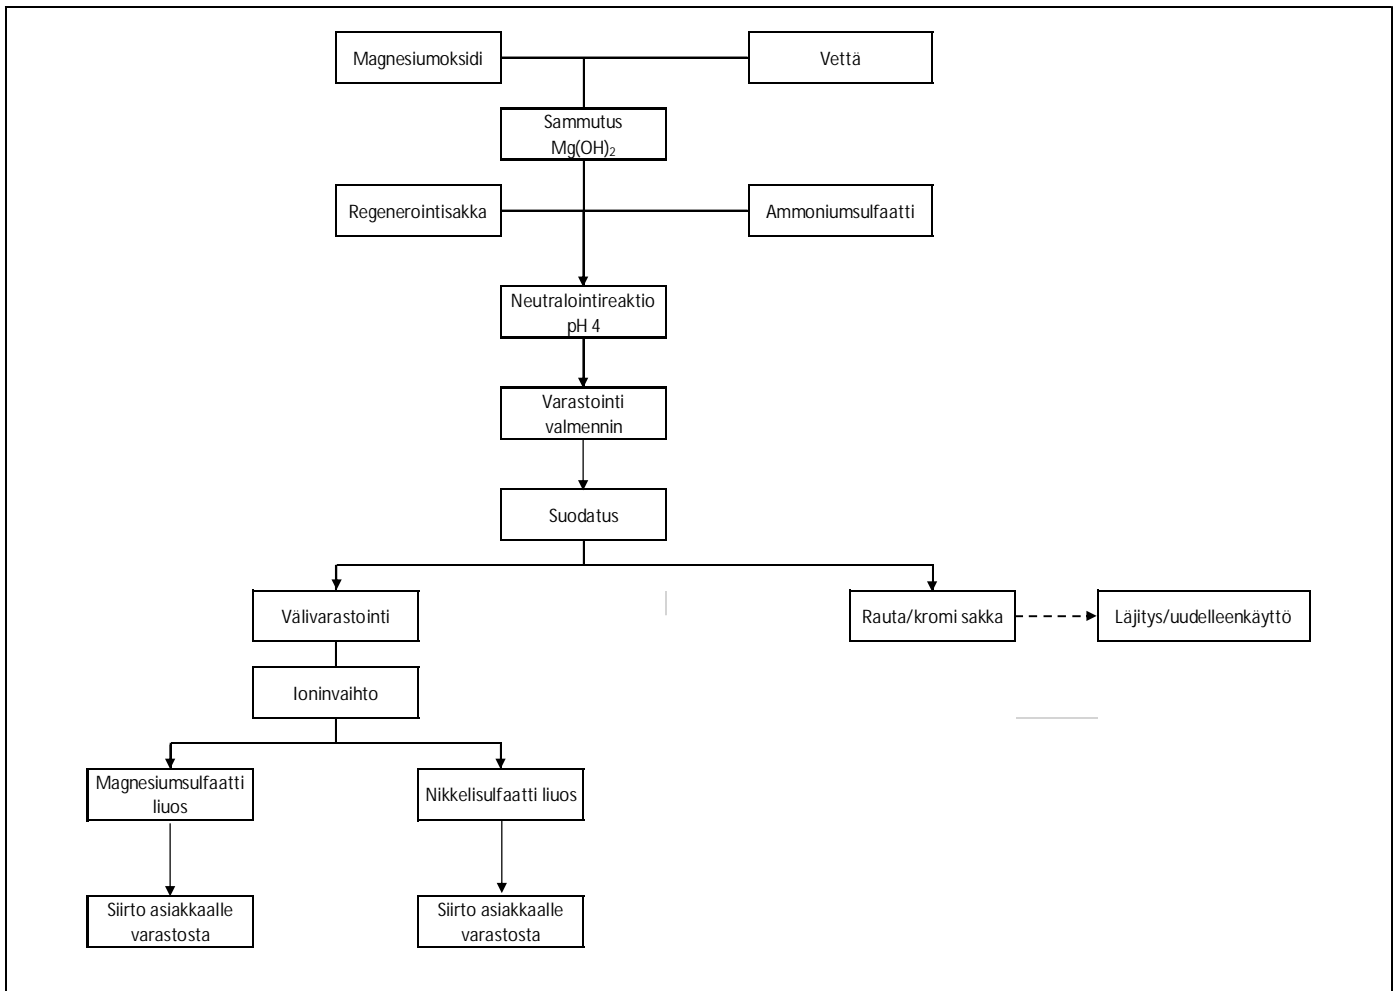 Magnesiumoksidi
Vettä
Sammutus
Mg(OH)₂
Regenerointisakka
Ammoniumsulfaatti
Neutralointireaktio
pH 4
Varastointi
valmennin
Suodatus
Välivarastointi
Rauta/kromi sakka
Läjitys/uudelleenkäyttö
Ioninvaihto
Magnesiumsulfaatti
liuos
Nikkelisulfaatti liuos
Siirto asiakkaalle
varastosta
Siirto asiakkaalle
varastosta